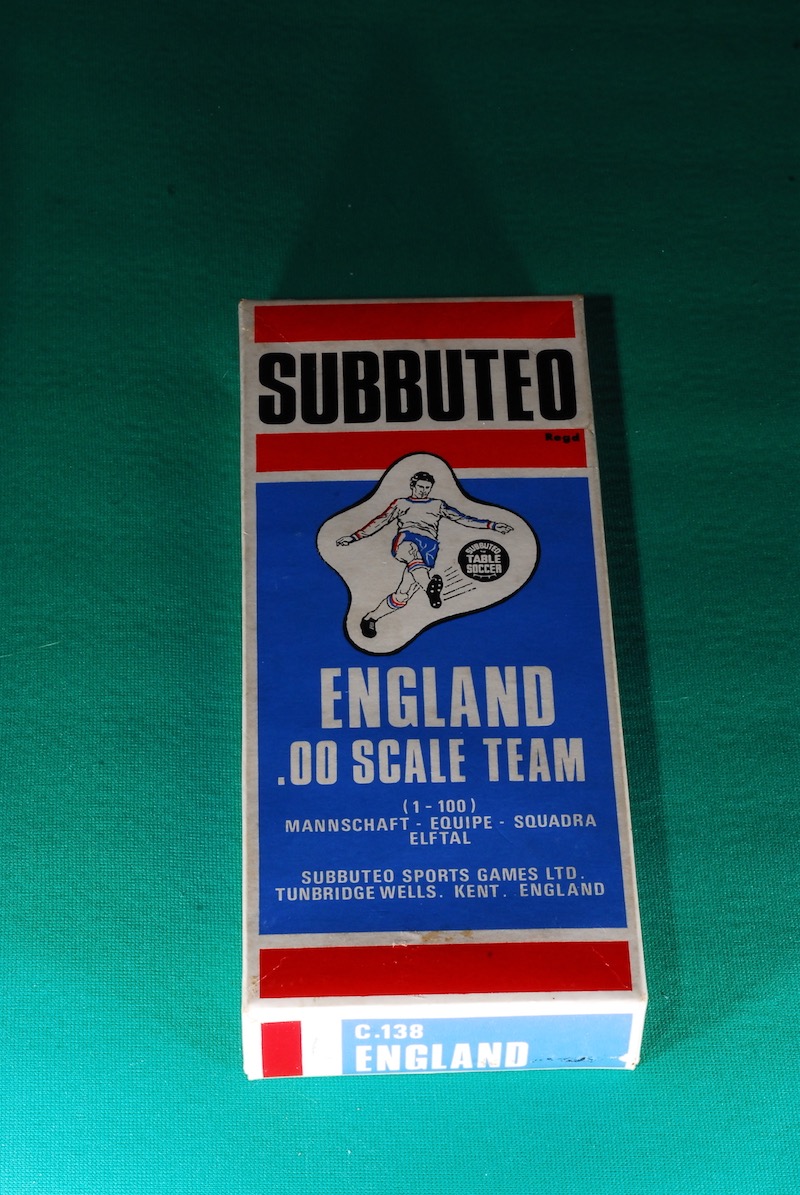 SUBBUTEO
Regd
SUBBUTEO
THE
TABLE
SOCCER
ENGLAND
.00 SCALE TEAM
(1-100)
MANNSCHAFT - EQUIPE - SQUADRA
ELFTAL
SUBBUTEO SPORTS GAMES LTD.
TUNBRIDGE WELLS. KENT. ENGLAND
C.138
ENGLAND